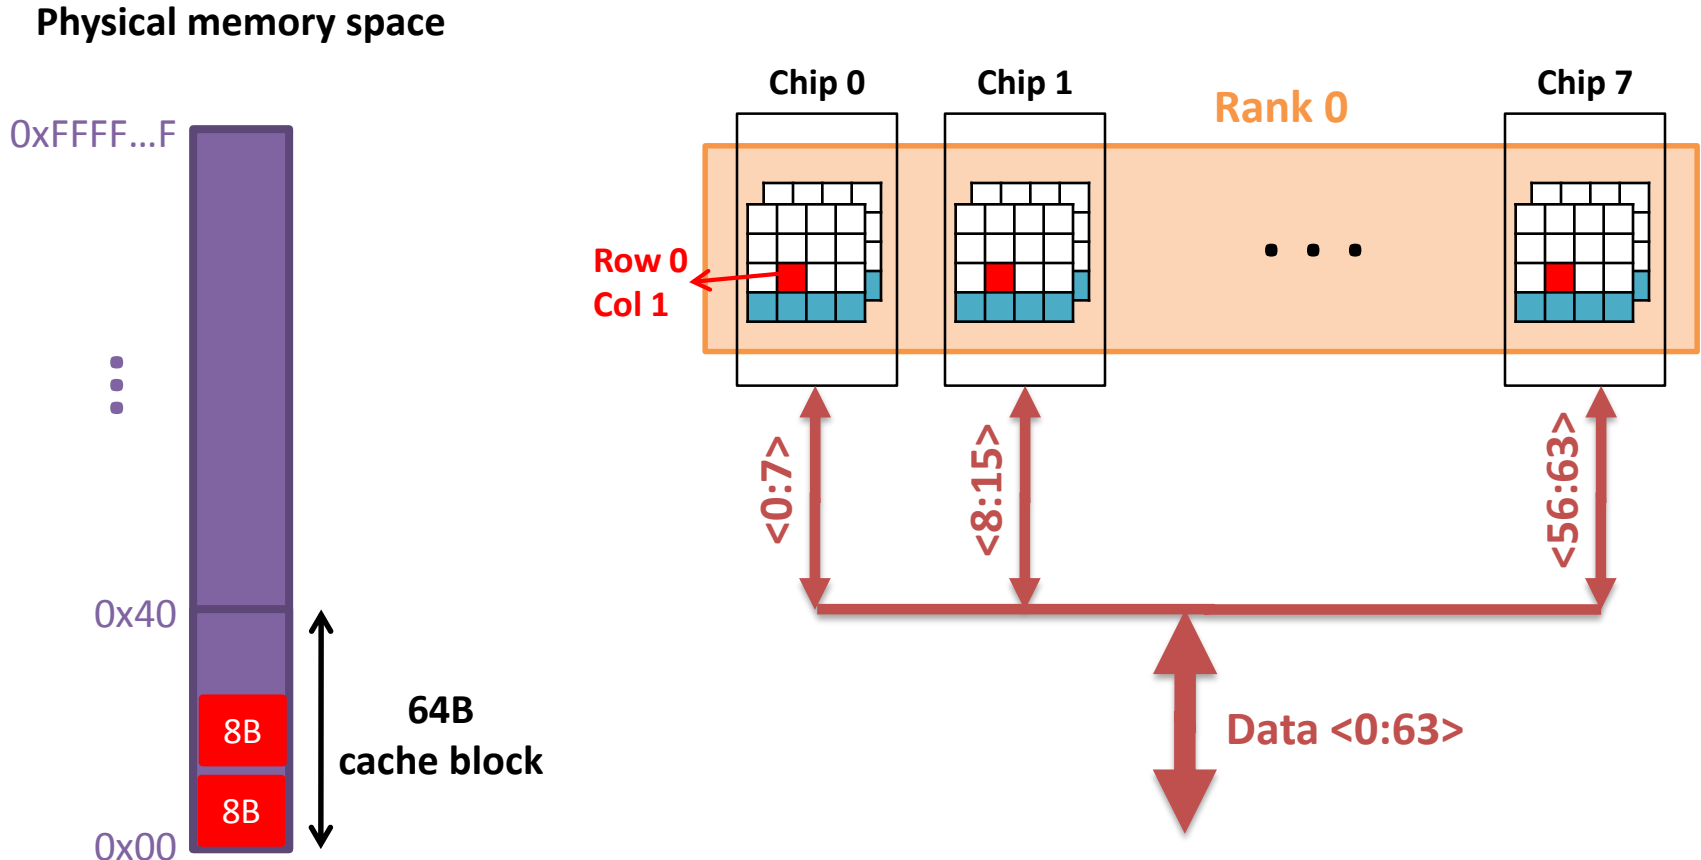 Physical memory space
0xFFFF...F
0x40
8B
8B
0x00
64B
cache block
Chip 0
Chip 1
Rank 0
Chip 7
Row 0
Col 1
. . .
<0:7>
<8:15>
<56:63>
Data <0:63>